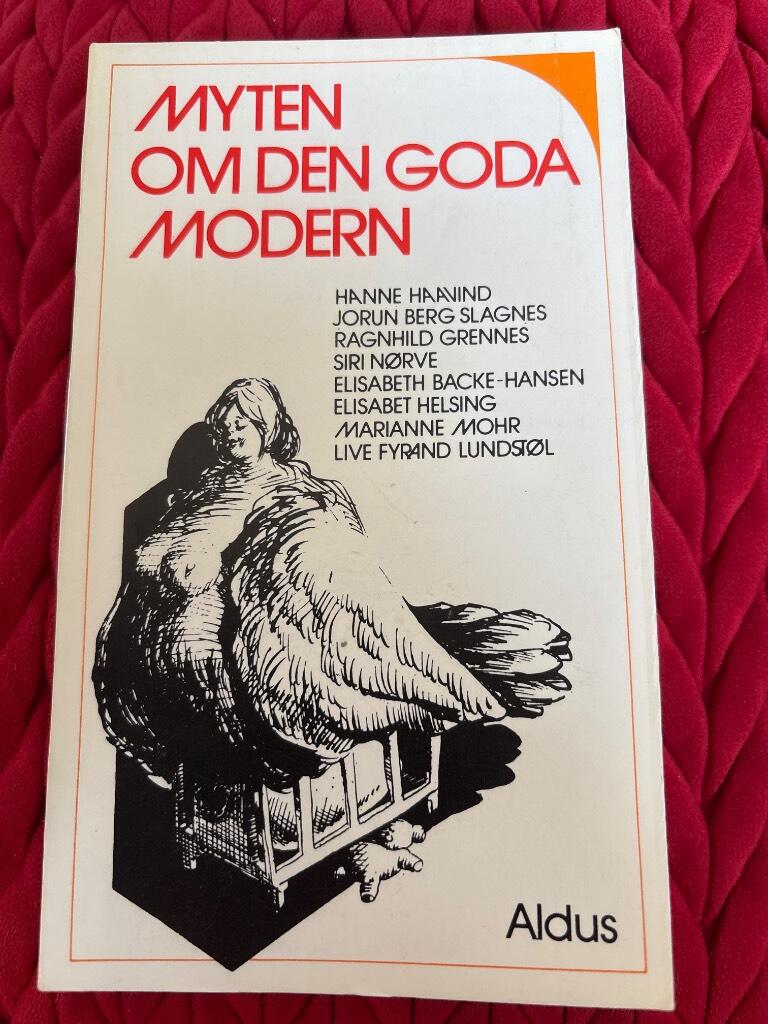 MYTEN
OM DEN GODA
MODERN
HANNE HAAVIND
JORUN BERG SLAGNES
RAGNHILD GRENNES
SIRI NØRVE
ELISABETH BACKE-HANSEN
ELISABET HELSING
MARIANNE MOHR
LIVE FYRAND LUNDSTØL
Aldus